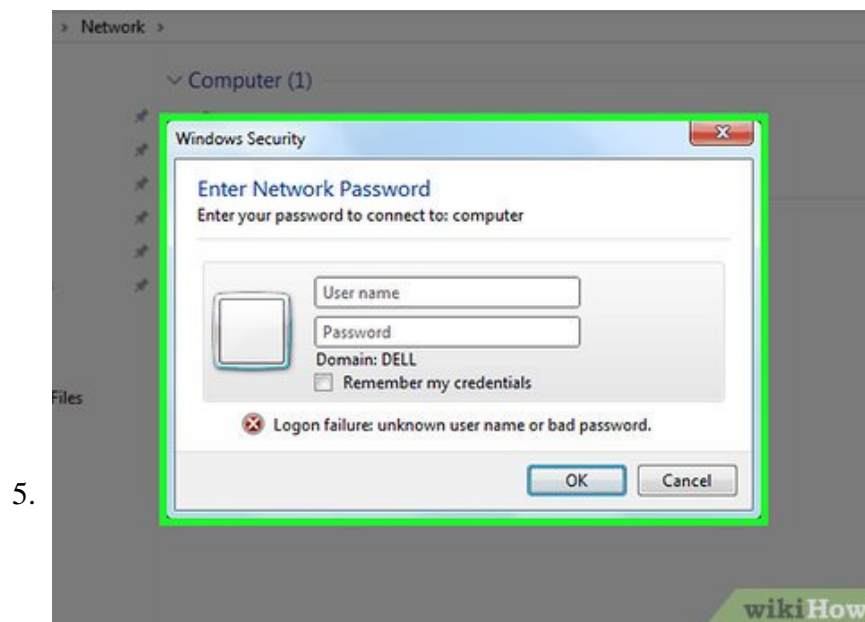 > Network >
Computer (1)
Windows Security
Enter Network Password
Enter your password to connect to: computer
User name
Password
Domain: DELL
Remember my credentials
Files
Logon failure: unknown user name or bad password.
OK Cancel
5.
wikiHow